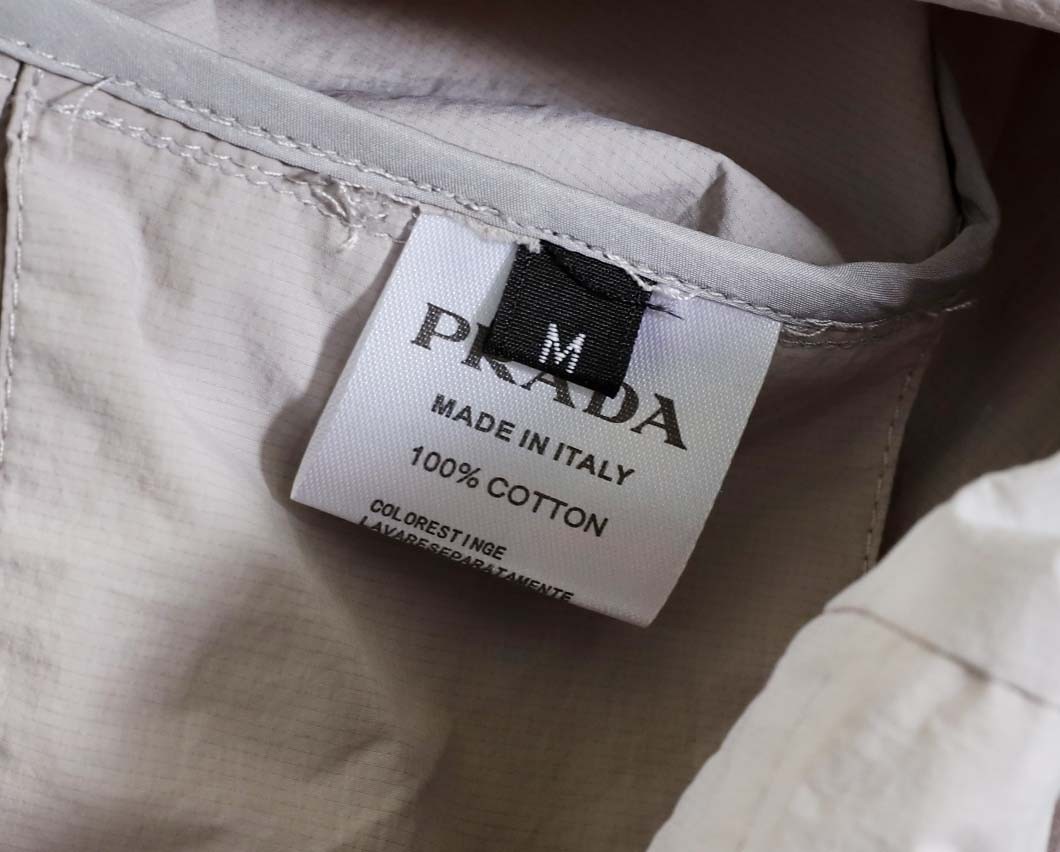 M
PRADA
MADE IN ITALY
100% COTTON
COLORESTINGE
LAVARESEPARATAMENTE